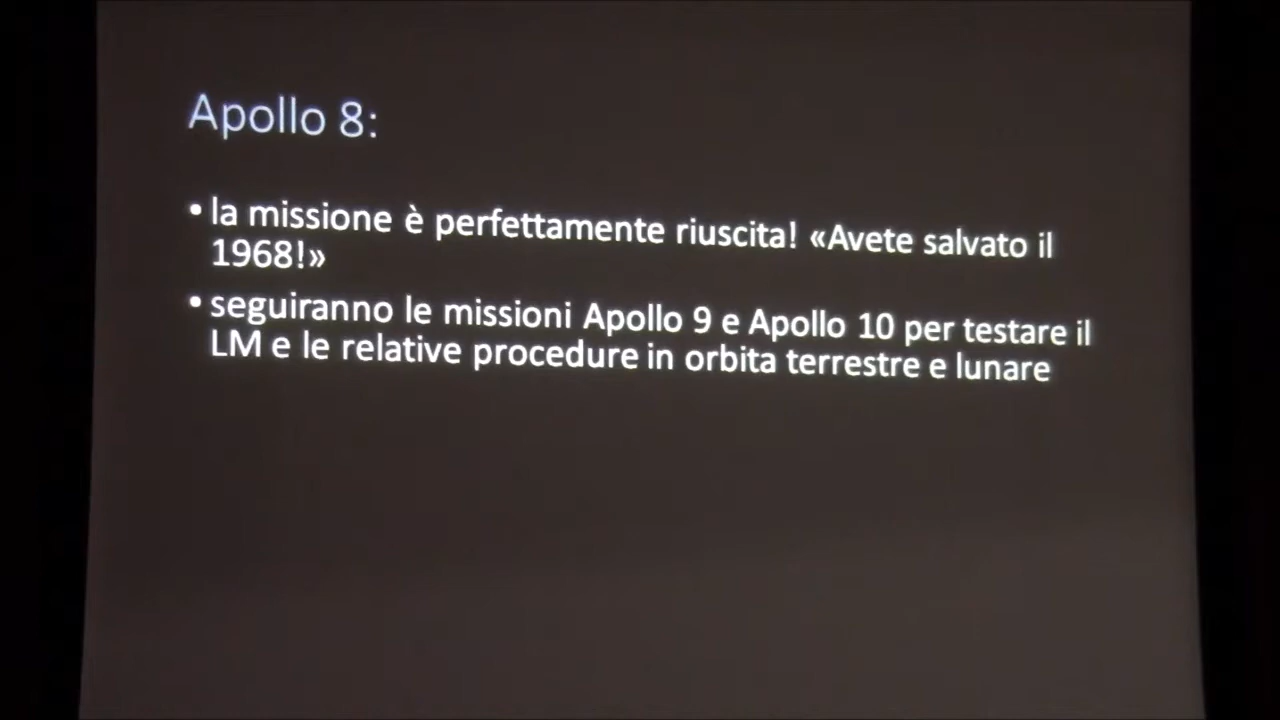 Apollo 8:
• la missione è perfettamente riuscita! «Avete salvato il
1968!»
• seguiranno le missioni Apollo 9 e Apollo 10 per testare il
LM e le relative procedure in orbita terrestre e lunare